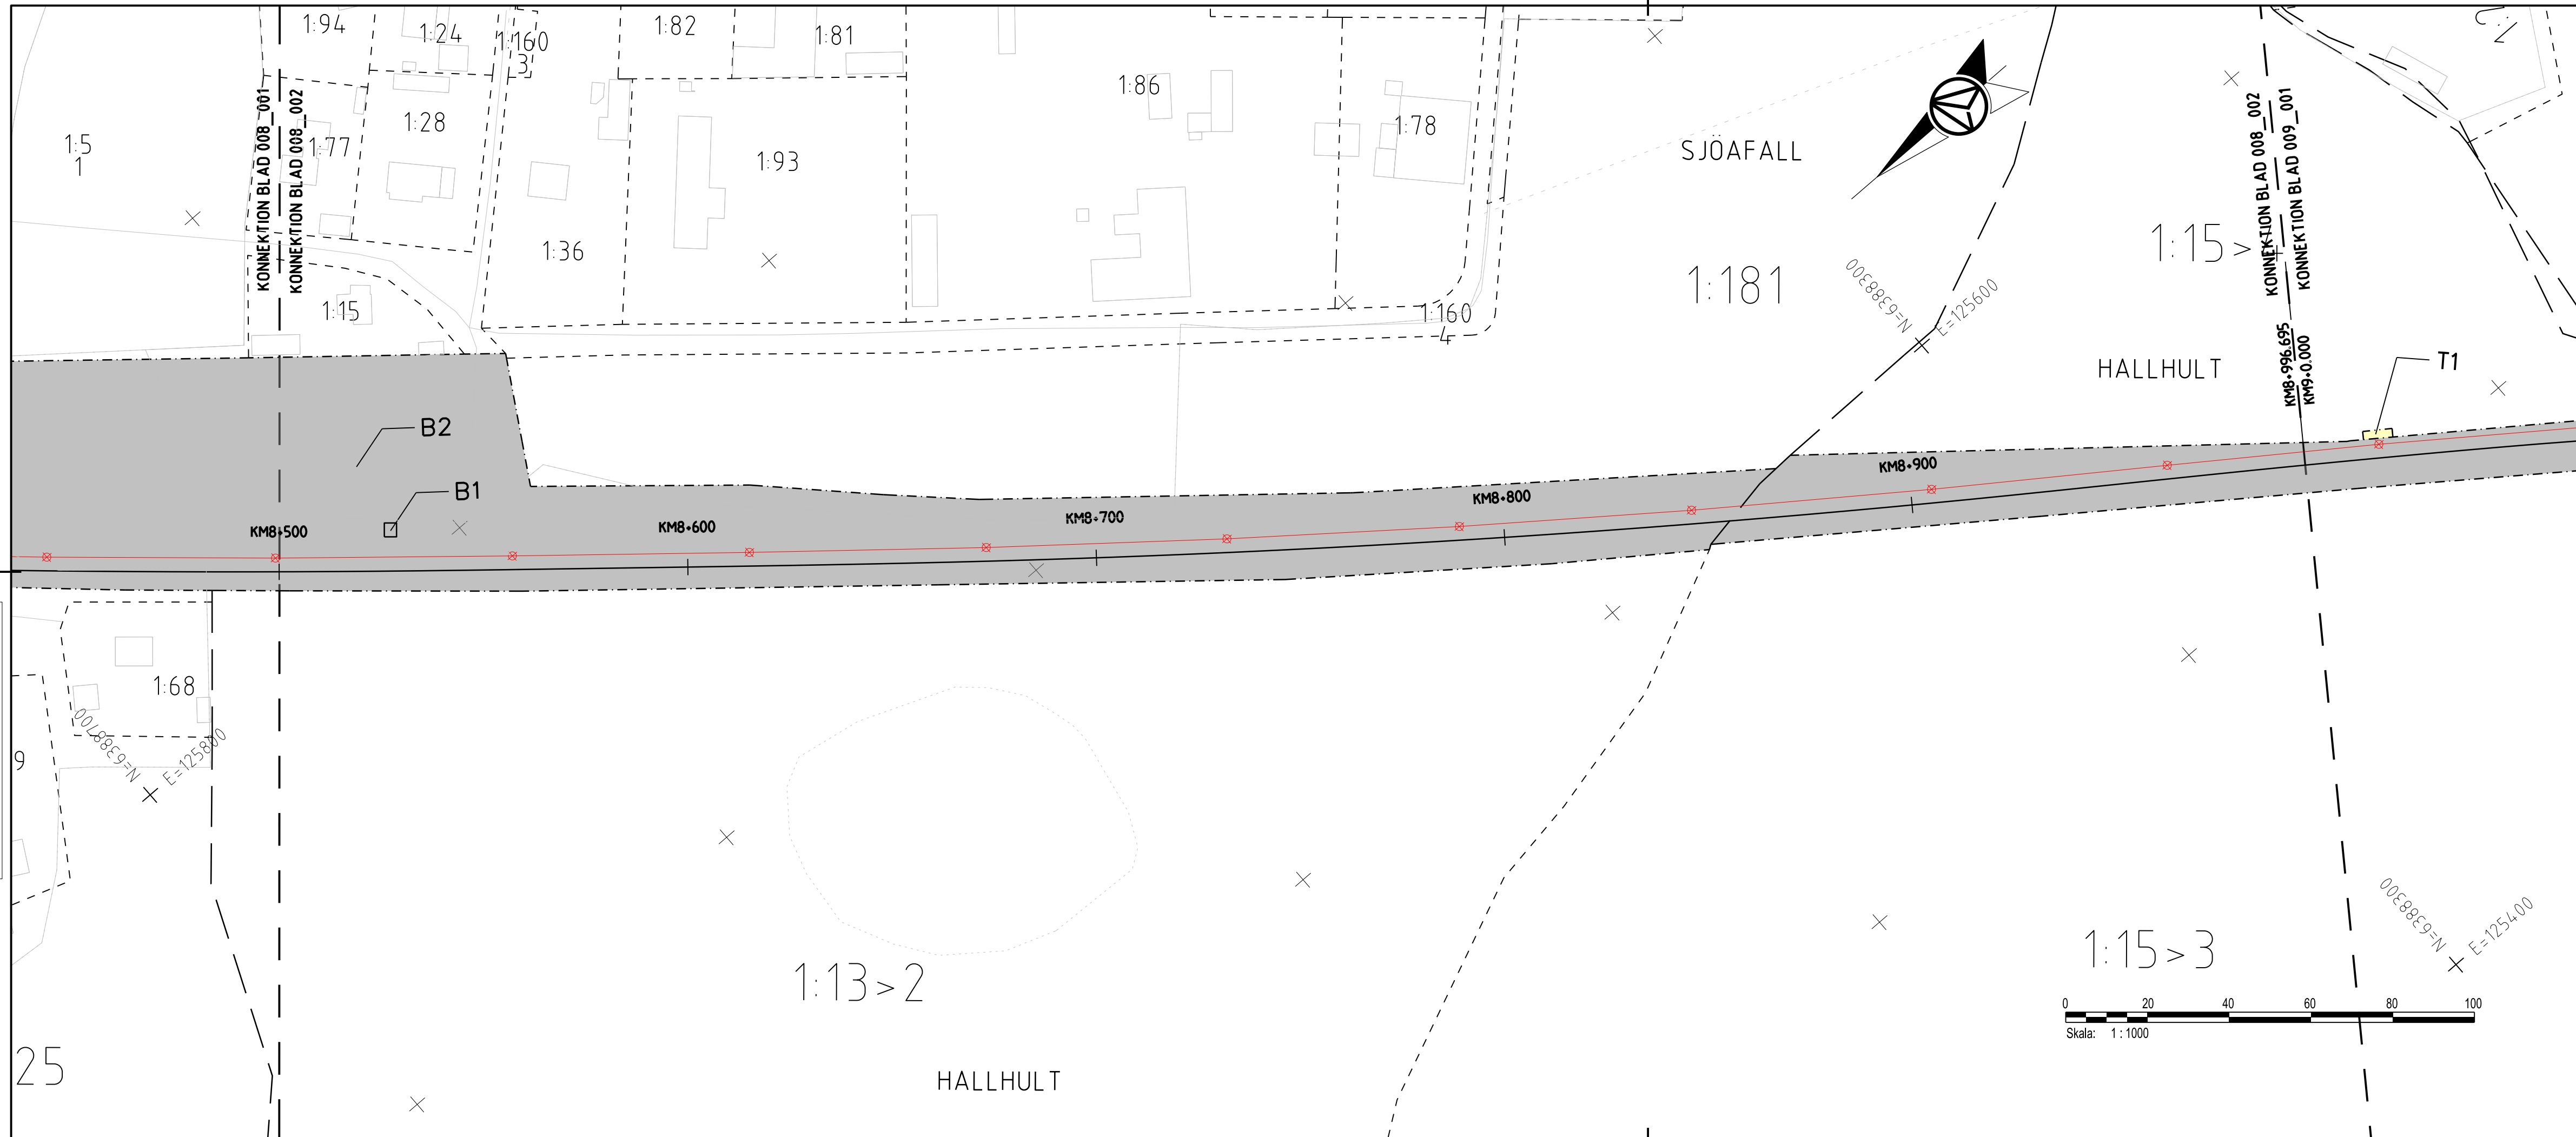 1:94
1:24
1:160
3
1:82
1:81
1:5
1
1:77
1:28
1:36
1:93
1:86
1:78
1:15
1:160
4
KONNEKTION BLAD 008_001
KONNEKTION BLAD 008_002
SJÖAFALL
1:181
N=6388300
E=125600
1:15>
KONNEKTION BLAD 008_002
KONNEKTION BLAD 009_001
HALLHULT
KM8+996.695
KM9+0.000
T1
B2
B1
KM8+500
KM8+600
KM8+700
KM8+800
KM8+900
1:68
N=6388700
E=125800
9
25
1:13>2
HALLHULT
1:15>3
N=6388300
E=125400
0 20 40 60 80 100
Skala: 1 : 1000